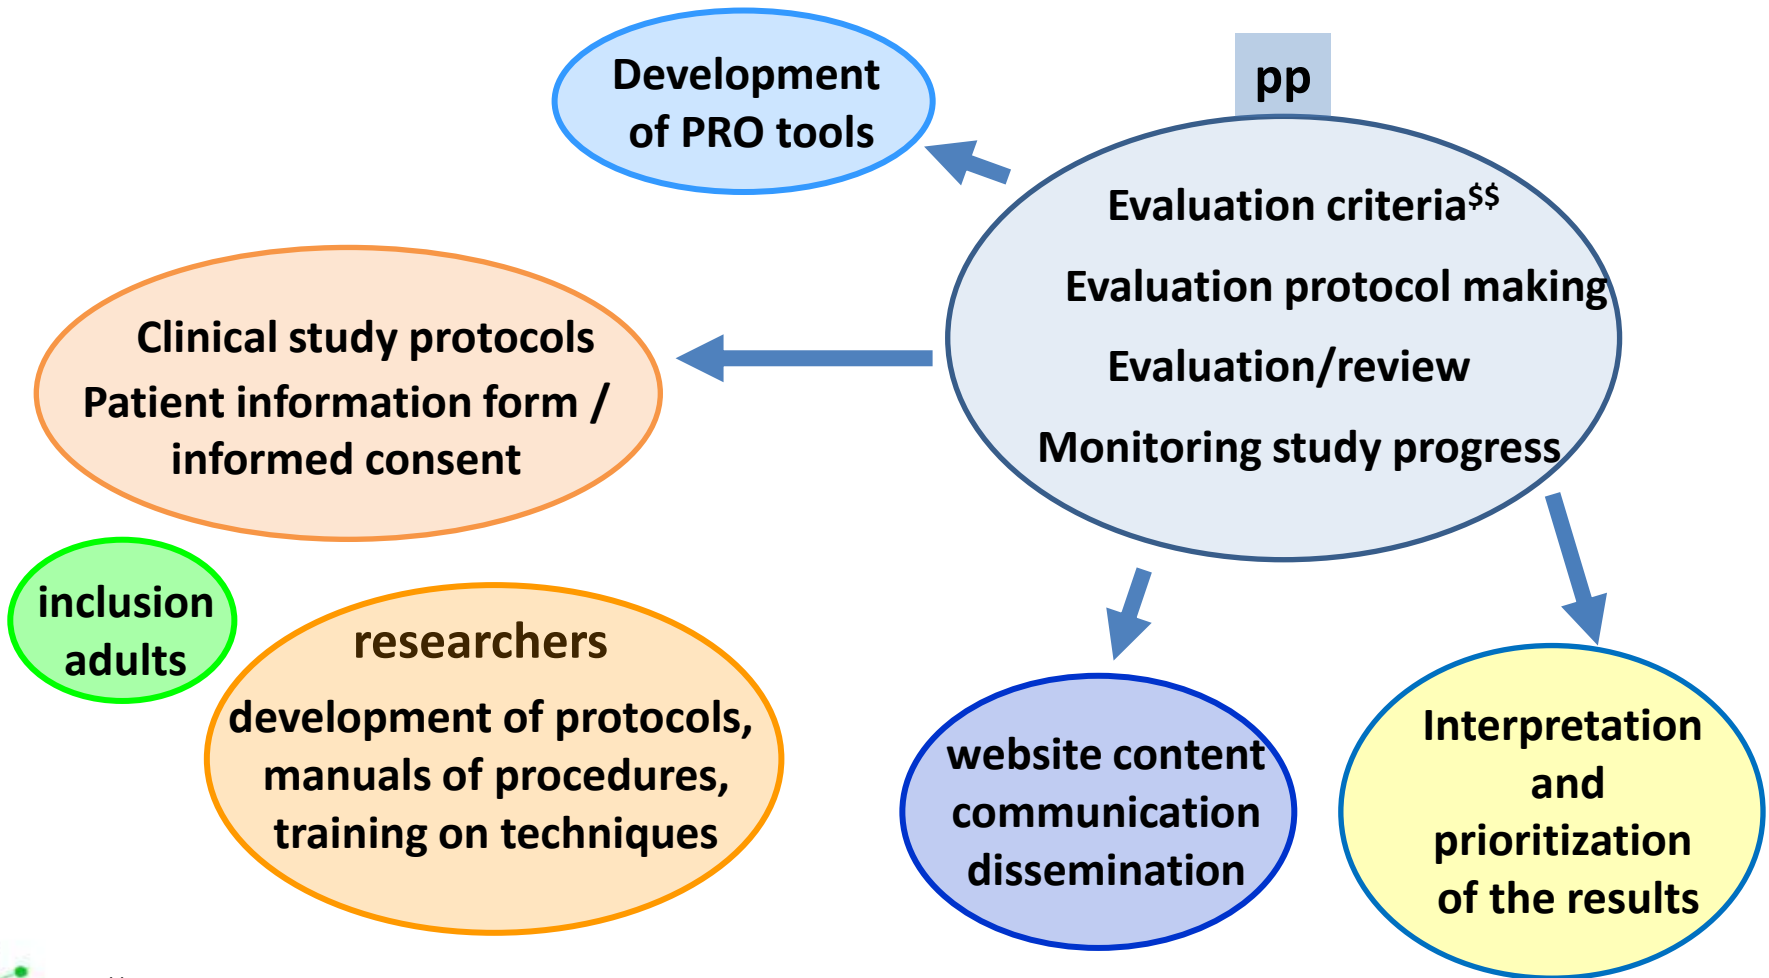 Development
of PRO tools
pp
Evaluation criteria$$
Evaluation protocol making
Evaluation/review
Monitoring study progress
Clinical study protocols
Patient information form /
informed consent
inclusion
adults
researchers
development of protocols,
manuals of procedures,
training on techniques
website content
communication
dissemination
Interpretation
and
prioritization
of the results